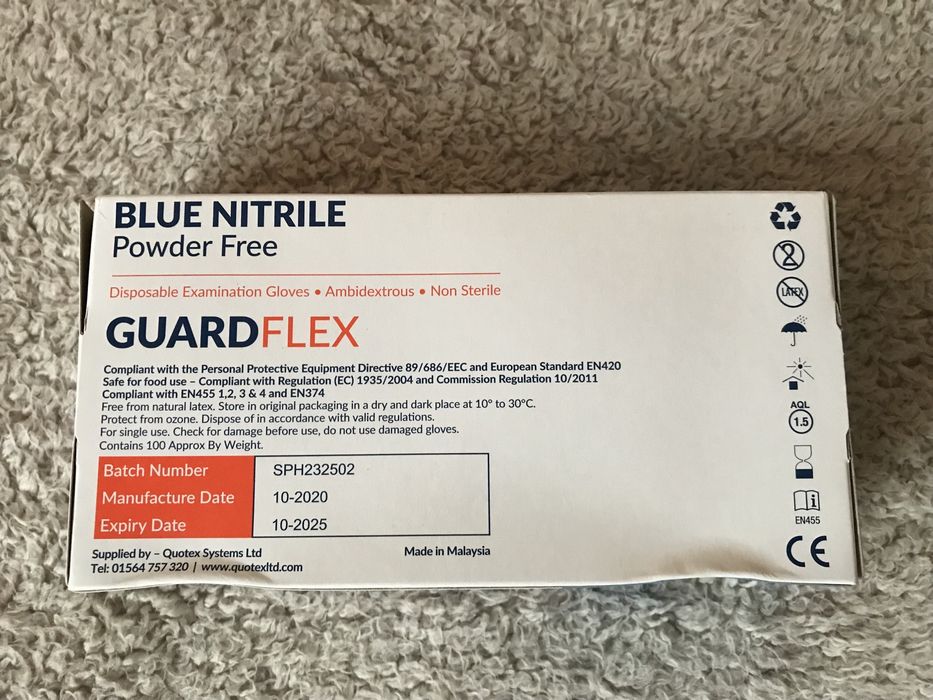 BLUE NITRILE
Powder Free
Disposable Examination Gloves • Ambidextrous • Non Sterile
GUARDFLEX
Compliant with the Personal Protective Equipment Directive 89/686/EEC and European Standard EN420
Safe for food use – Compliant with Regulation (EC) 1935/2004 and Commission Regulation 10/2011
Compliant with EN455 1,2, 3 & 4 and EN374
Free from natural latex. Store in original packaging in a dry and dark place at 10° to 30°C.
Protect from ozone. Dispose of in accordance with valid regulations.
For single use. Check for damage before use, do not use damaged gloves.
Contains 100 Approx By Weight.
Batch Number SPH232502
Manufacture Date 10-2020
Expiry Date 10-2025
Supplied by – Quotex Systems Ltd Made in Malaysia
Tel: 01564 757 320 | www.quotexltd.com
2
LATEX
AQL
1.5
i
EN455
CE